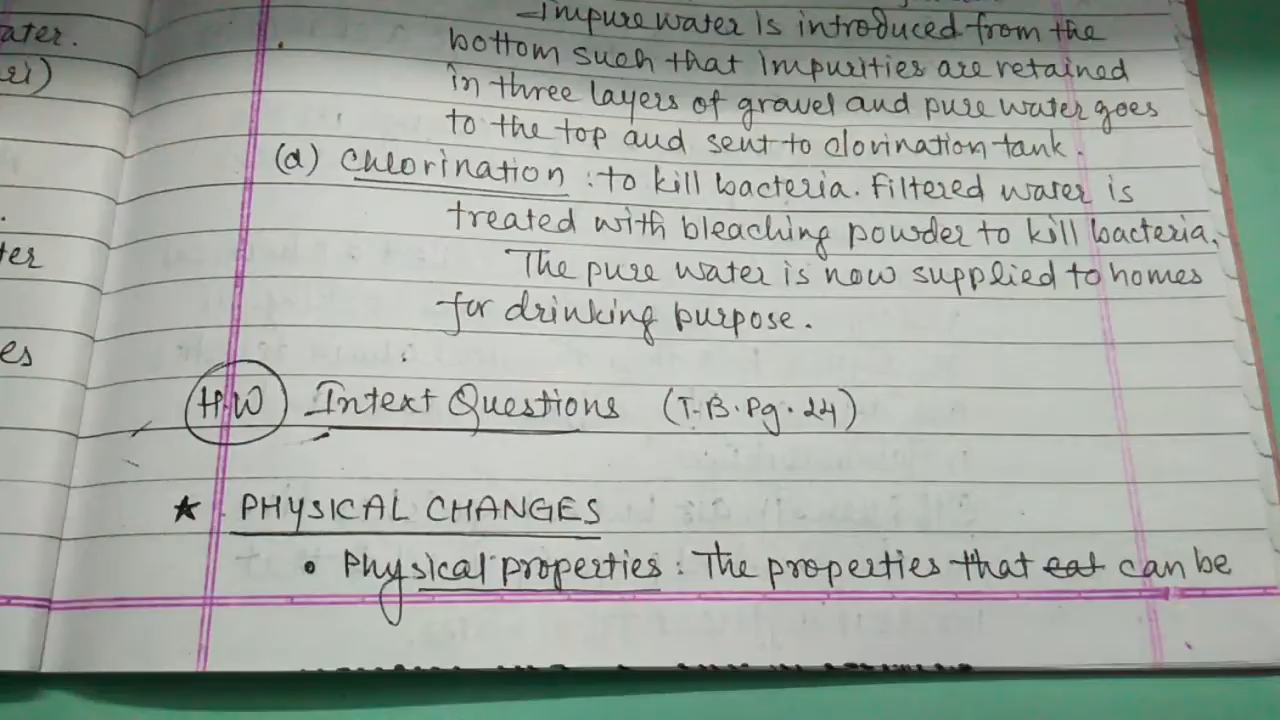 ater.
Impure water is introduced from the
bottom such that impurities are retained
in three layers of gravel and pure water goes
to the top and sent to clorination tank.
(d) Chlorination : to kill bacteria. Filtered water is
treated with bleaching powder to kill bacteria.
ter
The pure water is now supplied to homes
for drinking purpose.
es
H.W Intext Questions (T.B. Pg. 24)
★ PHYSICAL CHANGES
• Physical properties : The properties that eat can be